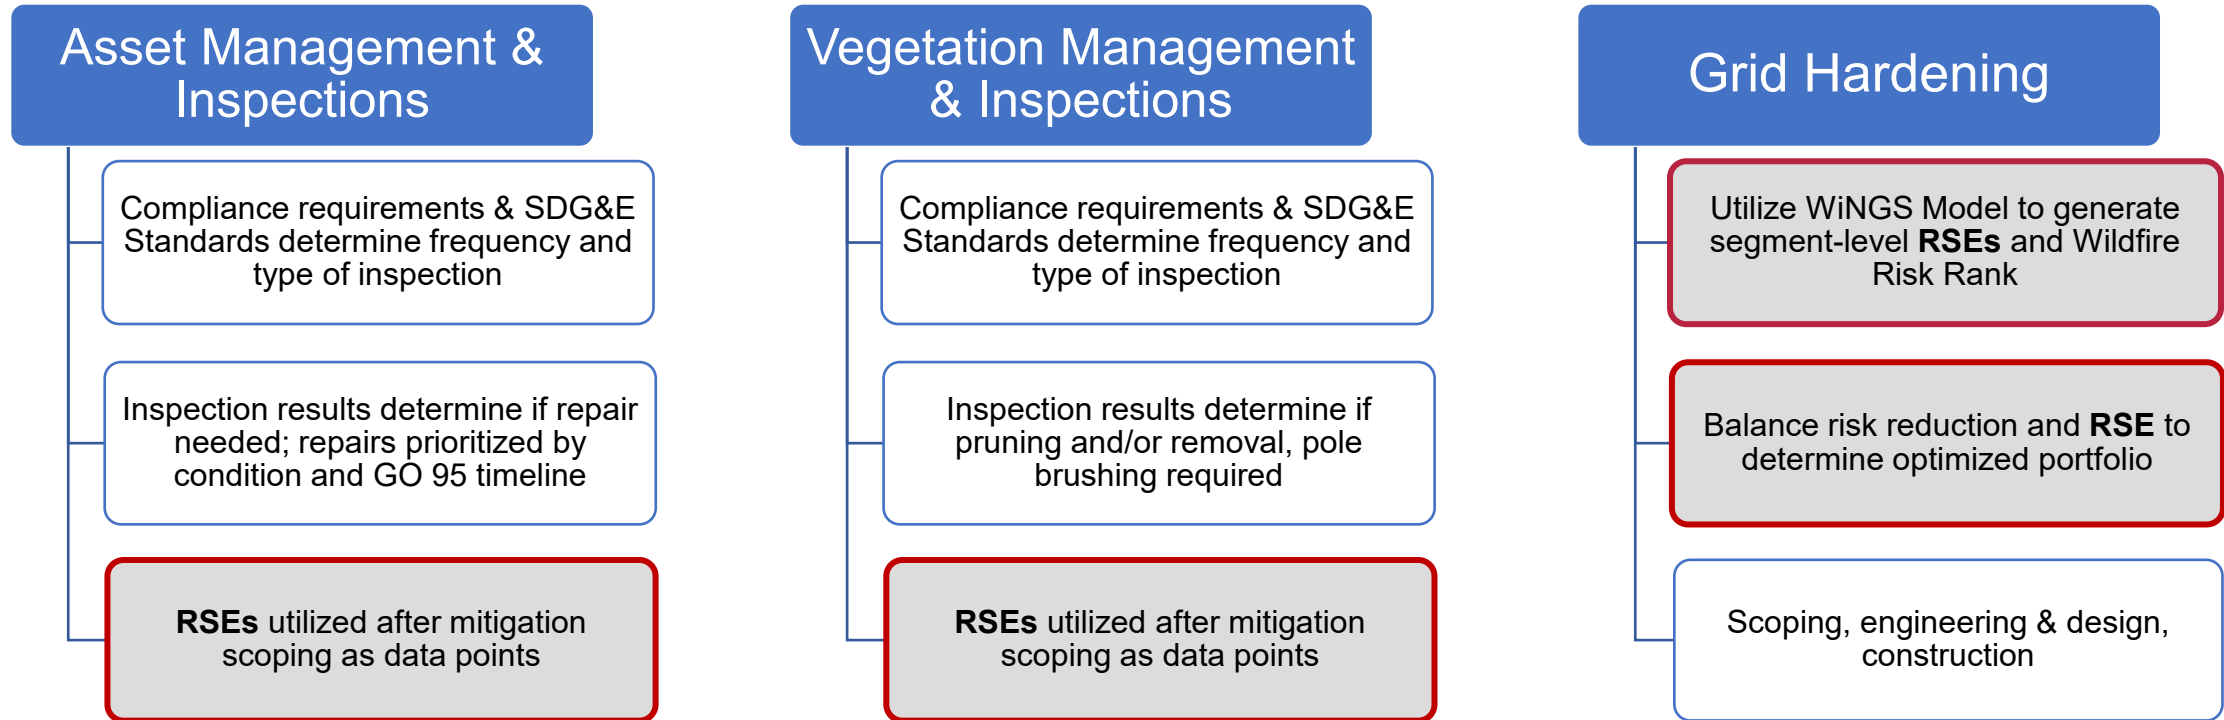 Asset Management &
Inspections
Compliance requirements & SDG&E
Standards determine frequency and
type of inspection
Inspection results determine if repair
needed; repairs prioritized by
condition and GO 95 timeline
RSEs utilized after mitigation
scoping as data points
Vegetation Management
& Inspections
Compliance requirements & SDG&E
Standards determine frequency and
type of inspection
Inspection results determine if
pruning and/or removal, pole
brushing required
RSEs utilized after mitigation
scoping as data points
Grid Hardening
Utilize WiNGS Model to generate
segment-level RSEs and Wildfire
Risk Rank
Balance risk reduction and RSE to
determine optimized portfolio
Scoping, engineering & design,
construction